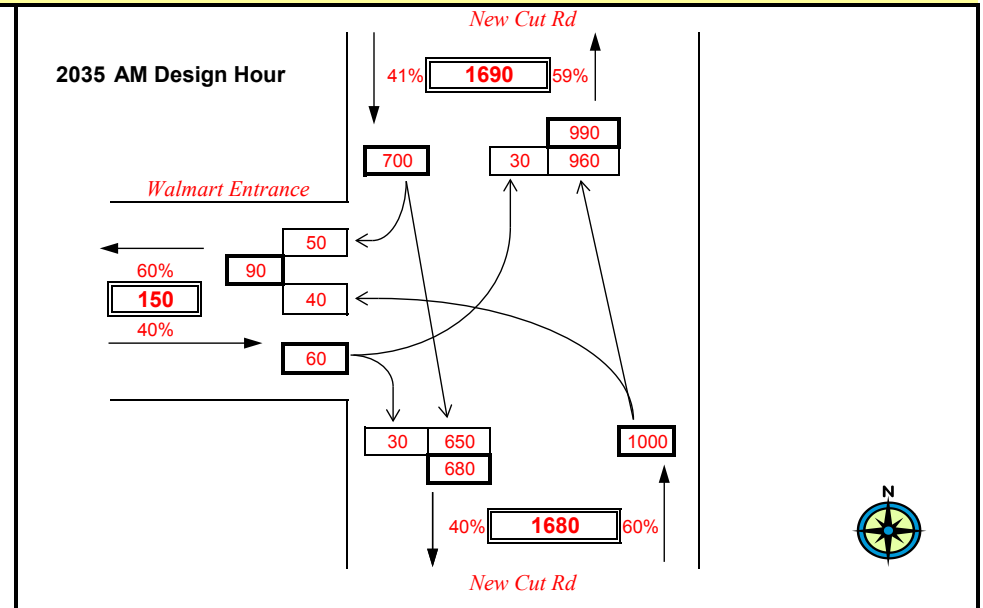 New Cut Rd
2035 AM Design Hour
41% 1690 59%
990
700 30 960
Walmart Entrance
50
60% 90
150 40
40%
60
30 650 1000
680
N
40% 1680 60%
New Cut Rd